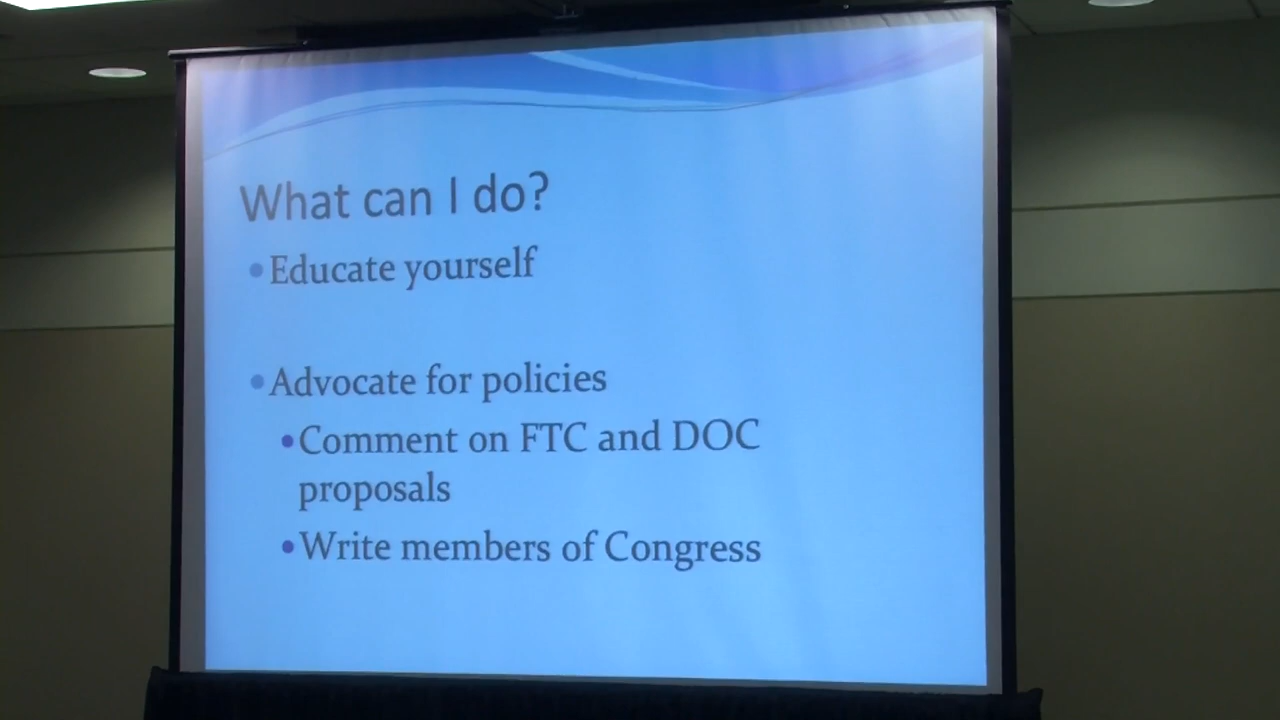 What can I do?
•Educate yourself
•Advocate for policies
•Comment on FTC and DOC
proposals
•Write members of Congress